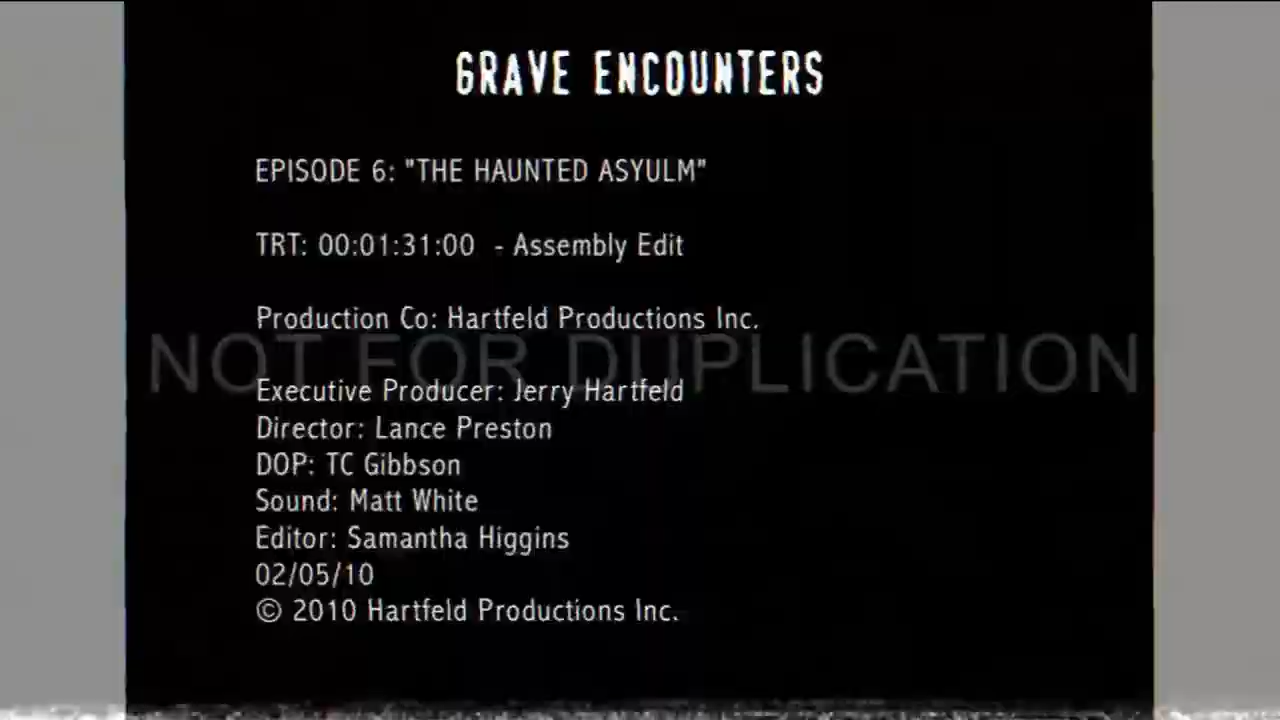 GRAVE ENCOUNTERS
EPISODE 6: "THE HAUNTED ASYULM"
TRT: 00:01:31:00 - Assembly Edit
Production Co: Hartfeld Productions Inc.
NOT FOR DUPLICATION
Executive Producer: Jerry Hartfeld
Director: Lance Preston
DOP: TC Gibbson
Sound: Matt White
Editor: Samantha Higgins
02/05/10
© 2010 Hartfeld Productions Inc.